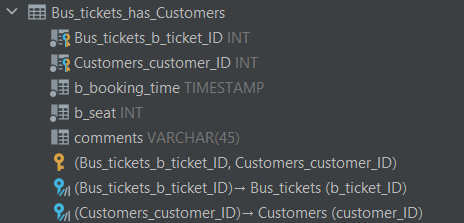 Bus_tickets_has_Customers
Bus_tickets_b_ticket_ID INT
Customers_customer_ID INT
b_booking_time TIMESTAMP
b_seat INT
comments VARCHAR(45)
(Bus_tickets_b_ticket_ID, Customers_customer_ID)
(Bus_tickets_b_ticket_ID)→ Bus_tickets (b_ticket_ID)
(Customers_customer_ID)→ Customers (customer_ID)